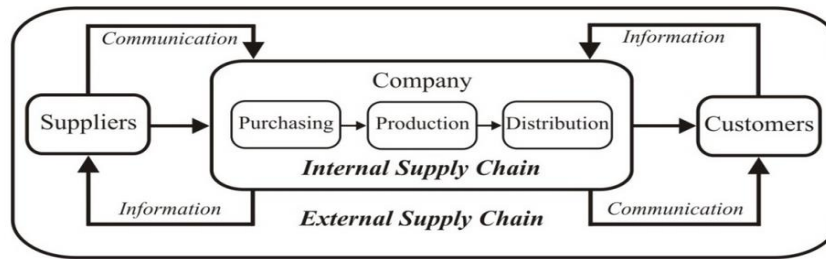 Communication
Information
Company
Suppliers
Purchasing
Production
Distribution
Customers
Internal Supply Chain
Information
External Supply Chain
Communication